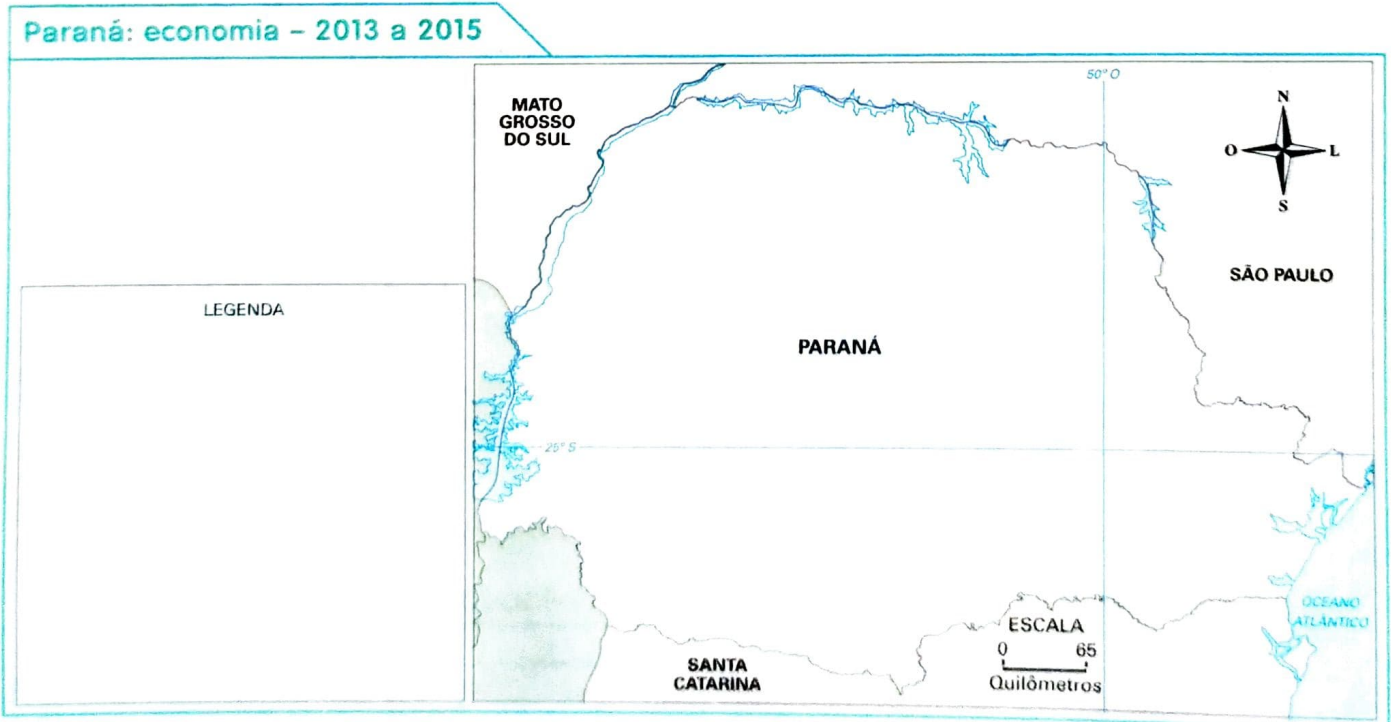 Paraná: economia – 2013 a 2015
LEGENDA
MATO
GROSSO
DO SUL
50° O
N
O
L
S
SÃO PAULO
PARANÁ
25° S
ESCALA
0 65
Quilômetros
SANTA
CATARINA
OCEANO
ATLÂNTICO